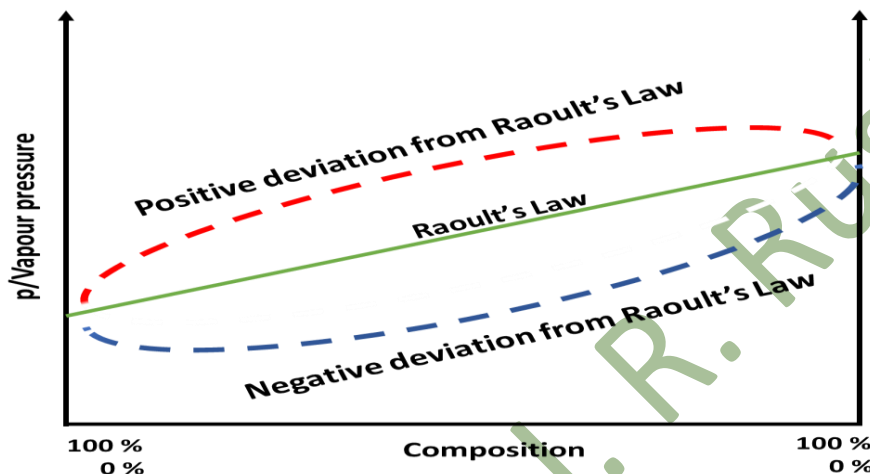 p/Vapour pressure
Positive deviation from Raoult's Law
Raoult's Law
Negative deviation from Raoult's Law
100 %
0 %
Composition
100 %
0 %